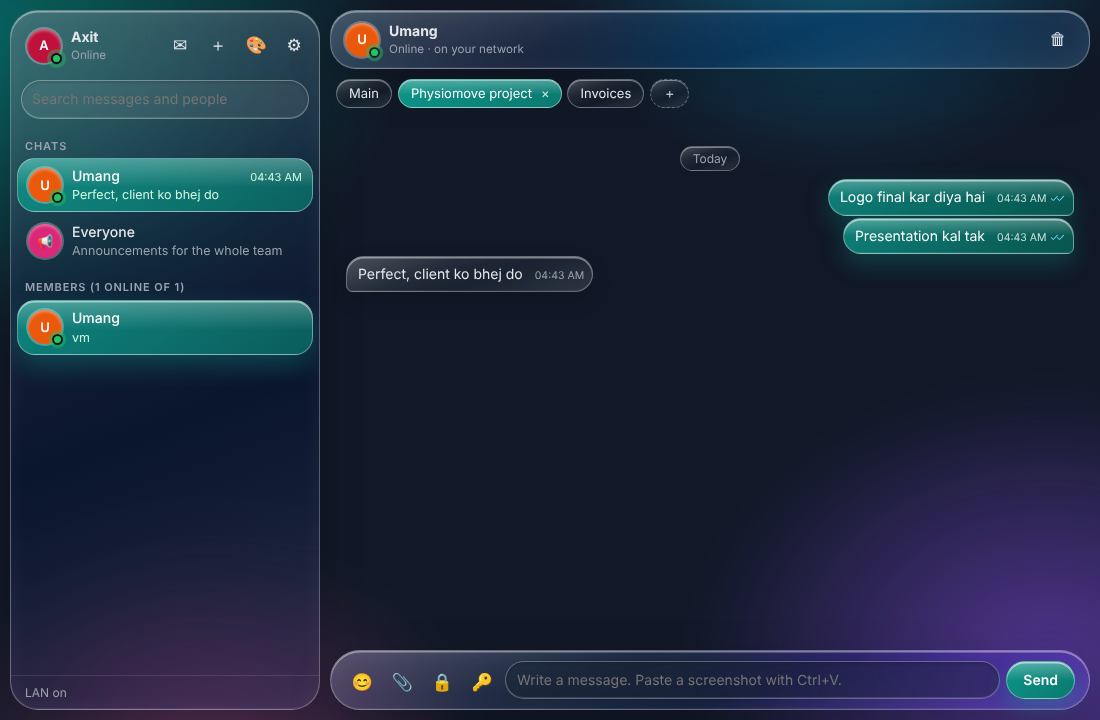 A
Axit
Online
Search messages and people
CHATS
U
Umang
04:43 AM
Perfect, client ko bhej do
Everyone
Announcements for the whole team
MEMBERS (1 ONLINE OF 1)
U
Umang
vm
LAN on
U
Umang
Online · on your network
Main
Physiomove project ×
Invoices
+
Today
Logo final kar diya hai 04:43 AM
Presentation kal tak 04:43 AM
Perfect, client ko bhej do 04:43 AM
Write a message. Paste a screenshot with Ctrl+V.
Send